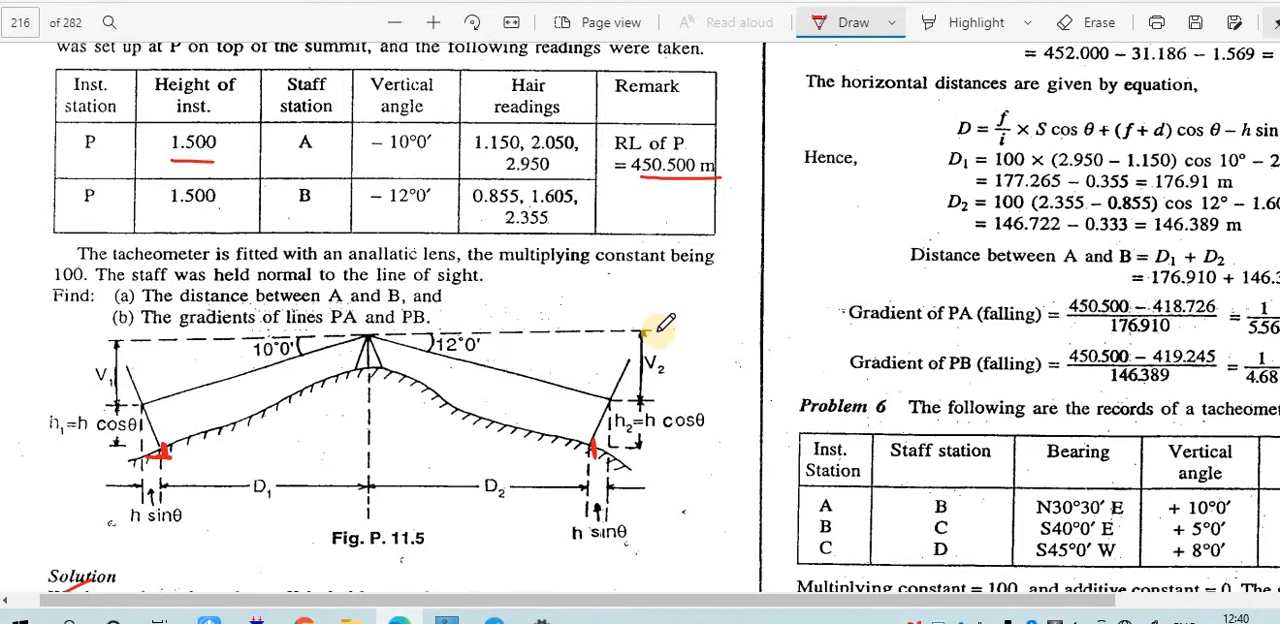 216 of 282 Page view Read aloud Draw Highlight Erase
was set up at P on top of the summit, and the following readings were taken.
Inst. station Height of inst. Staff station Vertical angle Hair readings Remark
P 1.500 A − 10°0′ 1.150, 2.050, 2.950 RL of P = 450.500 m
P 1.500 B − 12°0′ 0.855, 1.605, 2.355
The tacheometer is fitted with an anallatic lens, the multiplying constant being
100. The staff was held normal to the line of sight.
Find: (a) The distance between A and B, and
(b) The gradients of lines PA and PB.
10°0′ 12°0′
V₁ V₂
h₁=h cosθ h₂=h cosθ
D₁ D₂
h sinθ h sinθ
Fig. P. 11.5
Solution
= 452.000 − 31.186 − 1.569 =
The horizontal distances are given by equation,
D = f/i × S cos θ + (f + d) cos θ − h sin
Hence, D₁ = 100 × (2.950 − 1.150) cos 10° − 2
= 177.265 − 0.355 = 176.91 m
D₂ = 100 (2.355 − 0.855) cos 12° − 1.60
= 146.722 − 0.333 = 146.389 m
Distance between A and B = D₁ + D₂
= 176.910 + 146.3
Gradient of PA (falling) = 450.500 − 418.726 / 176.910 = 1 / 5.56
Gradient of PB (falling) = 450.500 − 419.245 / 146.389 = 1 / 4.68
Problem 6 The following are the records of a tacheome
Inst. Station Staff station Bearing Vertical angle
A B N30°30′ E + 10°0′
B C S40°0′ E + 5°0′
C D S45°0′ W + 8°0′
Multiplying constant = 100, and additive constant = 0. The
12:40